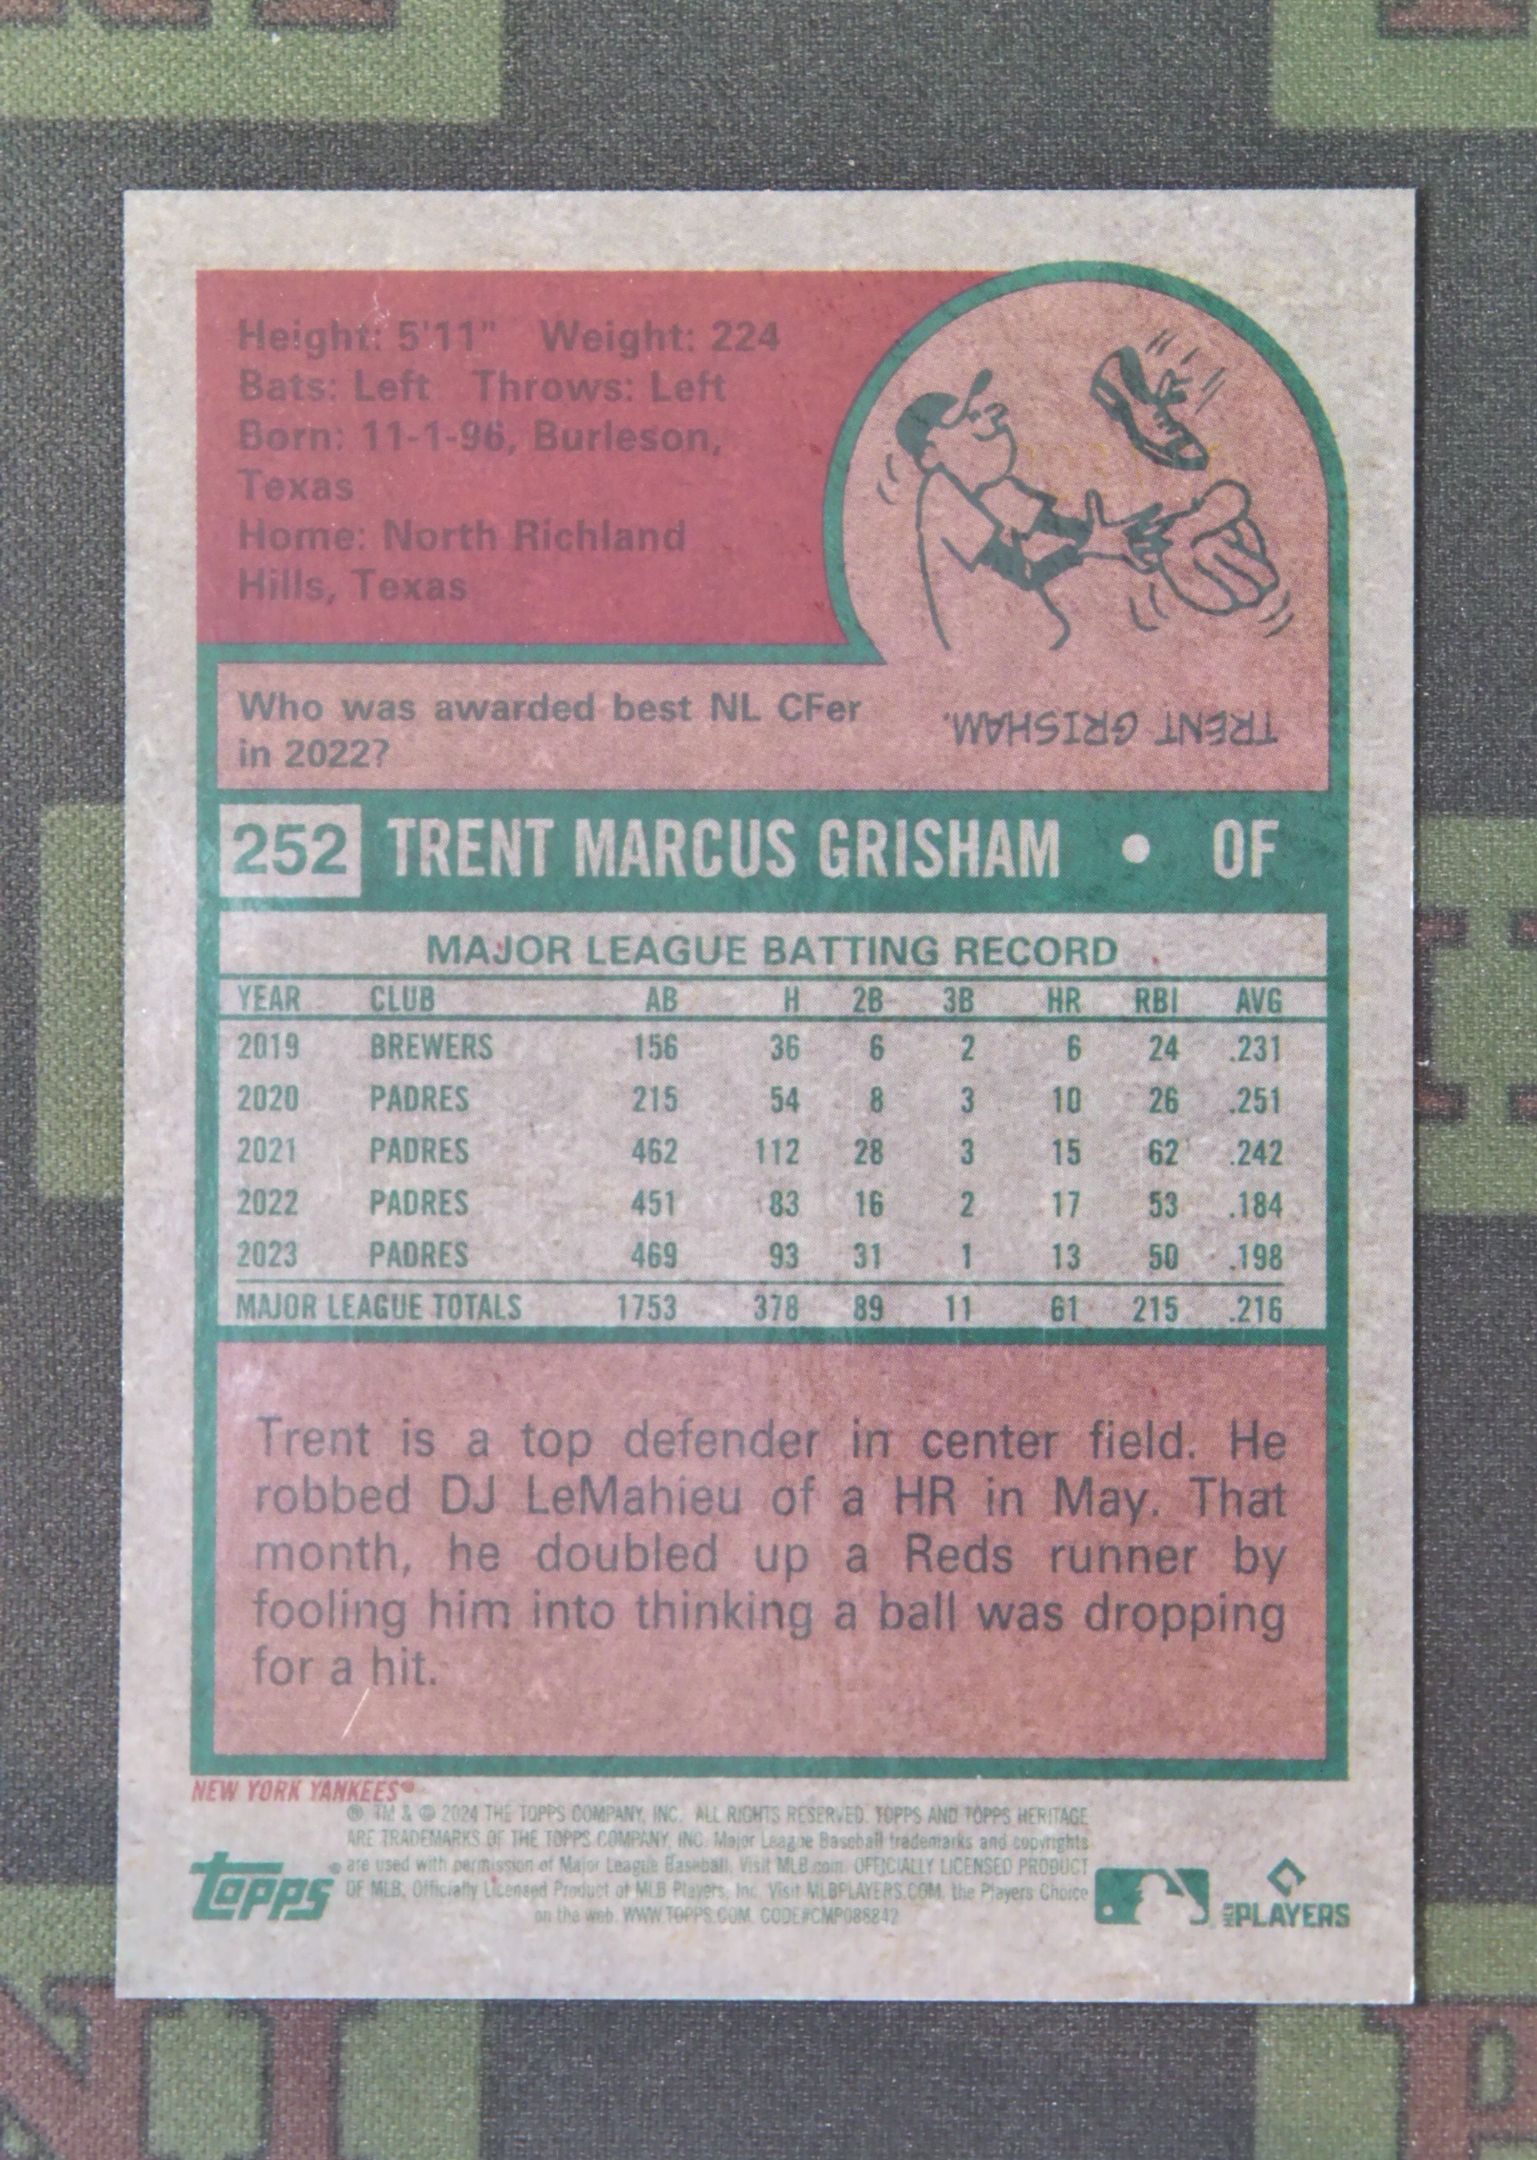 Height: 5'11" Weight: 224
Bats: Left Throws: Left
Born: 11-1-96, Burleson,
Texas
Home: North Richland
Hills, Texas
Who was awarded best NL CFer
in 2022?
TRENT GRISHAM.
252 TRENT MARCUS GRISHAM • OF
MAJOR LEAGUE BATTING RECORD
YEAR CLUB AB H 2B 3B HR RBI AVG
2019 BREWERS 156 36 6 2 6 24 .231
2020 PADRES 215 54 8 3 10 26 .251
2021 PADRES 462 112 28 3 15 62 .242
2022 PADRES 451 83 16 2 17 53 .184
2023 PADRES 469 93 31 1 13 50 .198
MAJOR LEAGUE TOTALS 1753 378 89 11 61 215 .216
Trent is a top defender in center field. He
robbed DJ LeMahieu of a HR in May. That
month, he doubled up a Reds runner by
fooling him into thinking a ball was dropping
for a hit.
NEW YORK YANKEES®
® TM & © 2024 THE TOPPS COMPANY, INC. ALL RIGHTS RESERVED. TOPPS AND TOPPS HERITAGE
ARE TRADEMARKS OF THE TOPPS COMPANY, INC. Major League Baseball trademarks and copyrights
are used with permission of Major League Baseball. Visit MLB.com. OFFICIALLY LICENSED PRODUCT
OF MLB. Officially Licensed Product of MLB Players, Inc. Visit MLBPLAYERS.COM, the Players Choice
on the web. WWW.TOPPS.COM. CODE#CMP086842
topps ®
MLB PLAYERS